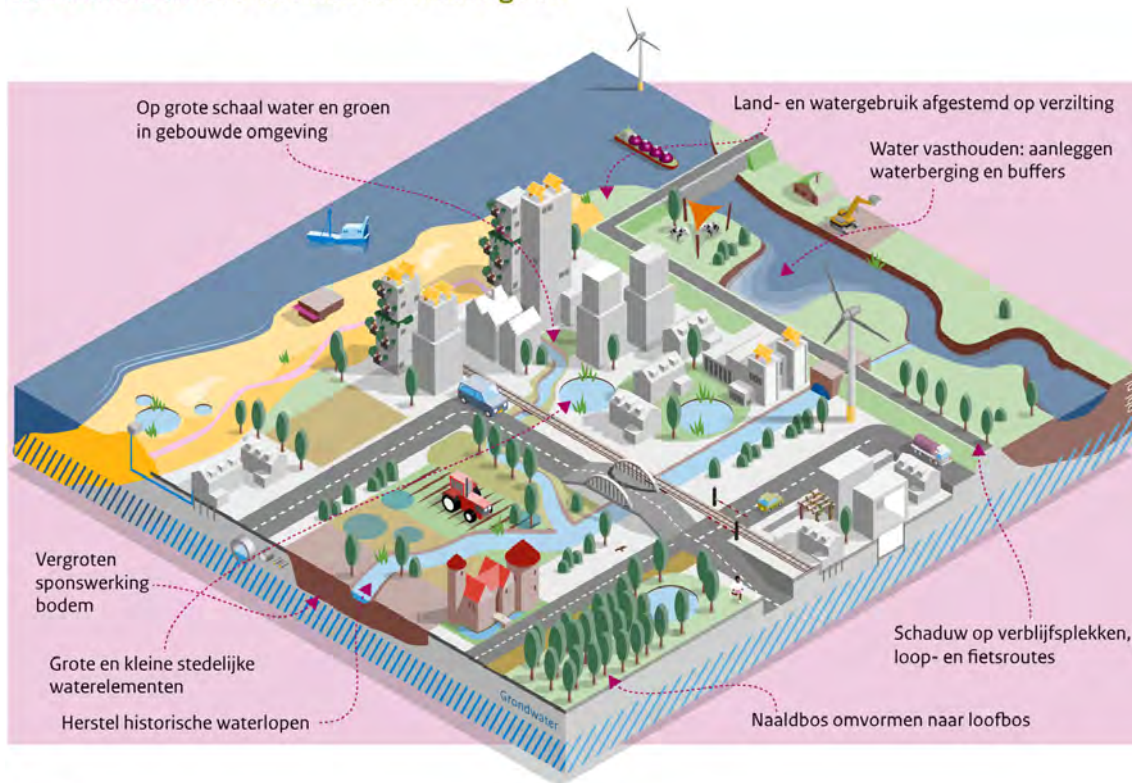 Op grote schaal water en groen
in gebouwde omgeving
Land- en watergebruik afgestemd op verzilting
Water vasthouden: aanleggen
waterberging en buffers
Vergroten
sponswerking
bodem
Grote en kleine stedelijke
waterelementen
Herstel historische waterlopen
Grondwater
Schaduw op verblijfsplekken,
loop- en fietsroutes
Naaldbos omvormen naar loofbos